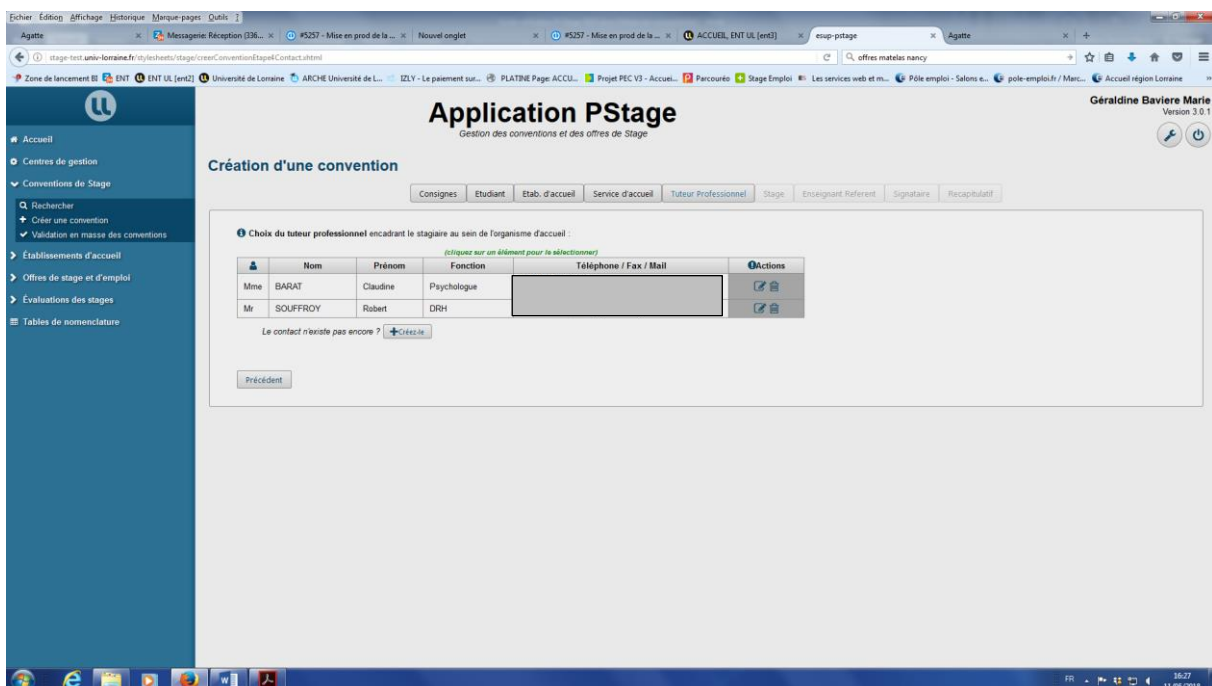 Fichier Édition Affichage Historique Marque-pages Outils ?
Agatte
Messagerie: Réception (336...
#5257 - Mise en prod de la ...
Nouvel onglet
#5257 - Mise en prod de la ...
ACCUEIL, ENT UL [ent3]
esup-pstage
Agatte
stage-test.univ-lorraine.fr/stylesheets/stage/creerConventionEtape4Contact.xhtml
offres matelas nancy
Zone de lancement BI
ENT
ENT UL [ent2]
Université de Lorraine
ARCHE Université de L...
IZLY - Le paiement sur...
PLATINE Page: ACCU...
Projet PEC V3 - Accuei...
Parcouréo
Stage Emploi
Les services web et m...
Pôle emploi - Salons e...
pole-emploi.fr / Marc...
Accueil région Lorraine
Application PStage
Gestion des conventions et des offres de Stage
Géraldine Baviere Marie
Version 3.0.1
Accueil
Centres de gestion
Conventions de Stage
Rechercher
Créer une convention
Validation en masse des conventions
Établissements d'accueil
Offres de stage et d'emploi
Évaluations des stages
Tables de nomenclature
Création d'une convention
Consignes Etudiant Etab. d'accueil Service d'accueil Tuteur Professionnel Stage Enseignant Referent Signataire Recapitulatif
Choix du tuteur professionnel encadrant le stagiaire au sein de l'organisme d'accueil :
(cliquez sur un élément pour le sélectionner)
Nom Prénom Fonction Téléphone / Fax / Mail Actions
Mme BARAT Claudine Psychologue
Mr SOUFFROY Robert DRH
Le contact n'existe pas encore ? Créez-le
Précédent
FR
16:27
11/06/2018